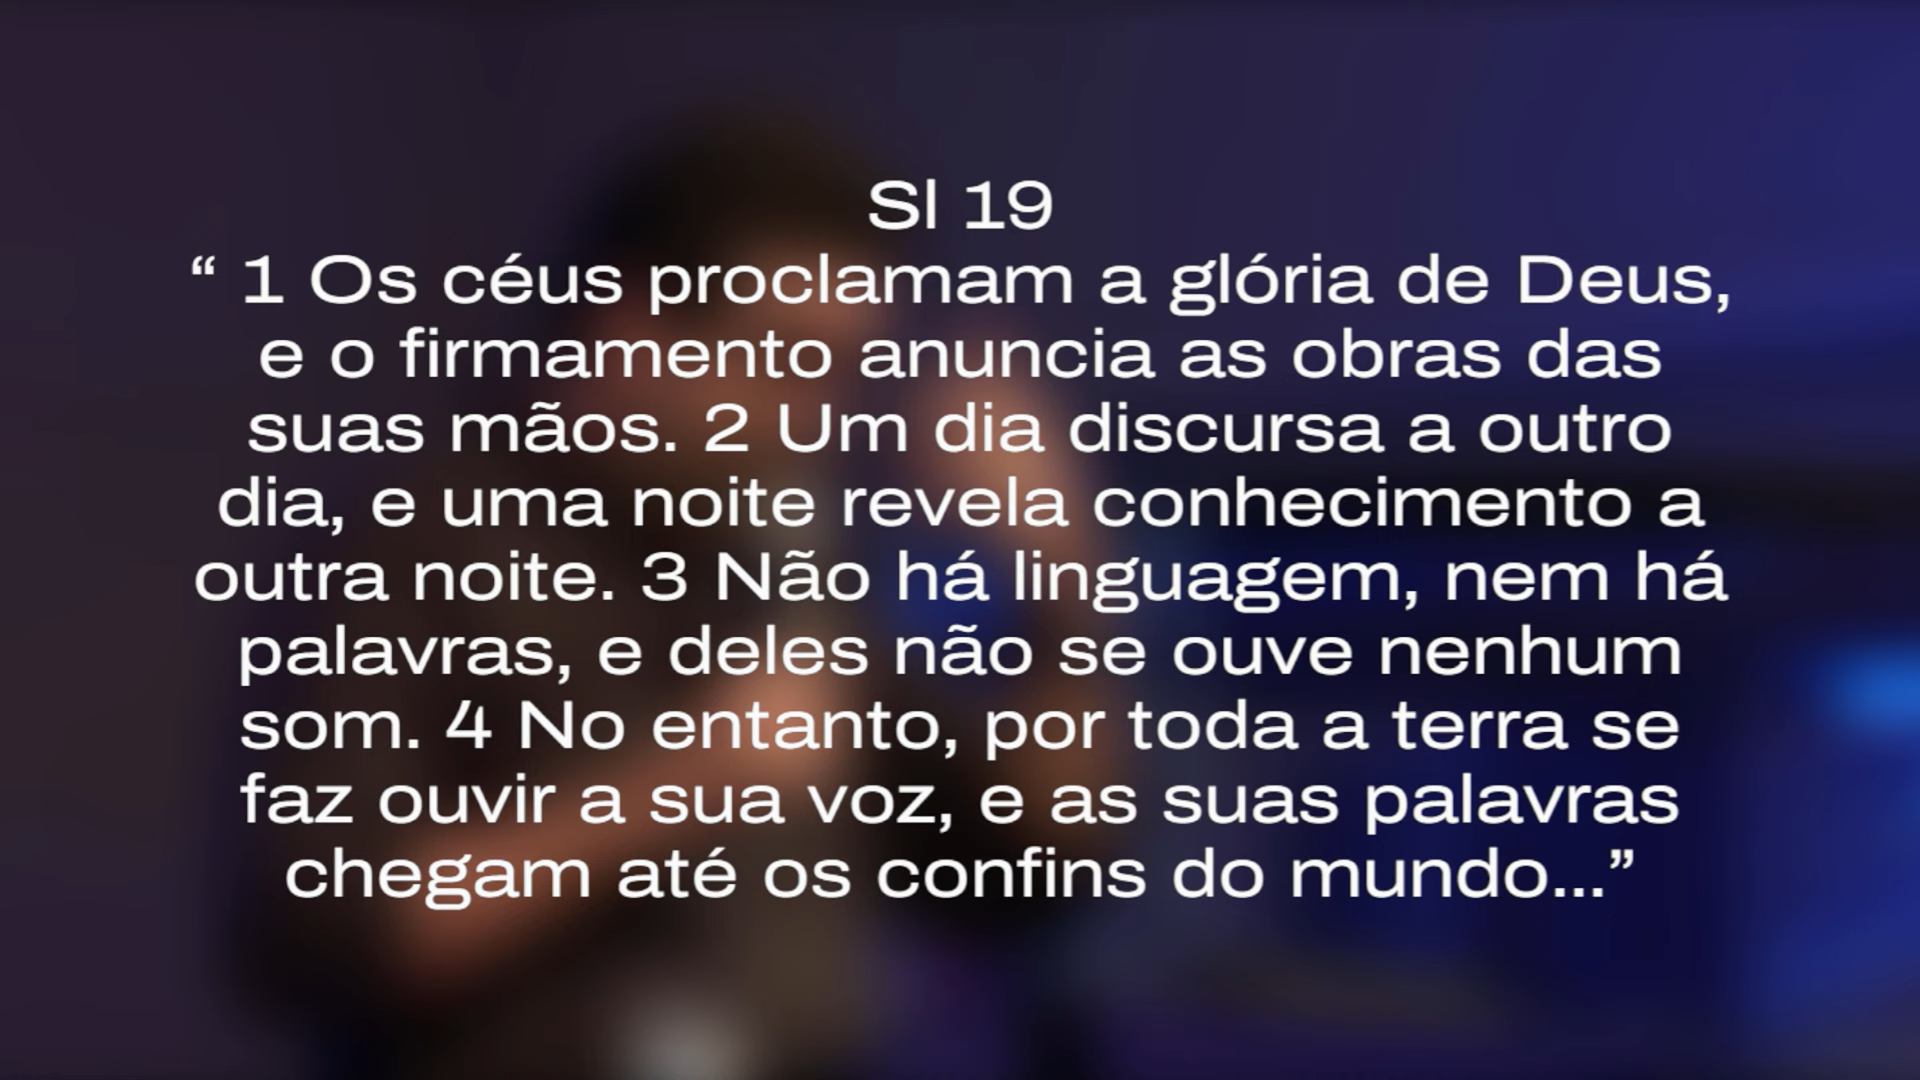 Sl 19
“ 1 Os céus proclamam a glória de Deus,
e o firmamento anuncia as obras das
suas mãos. 2 Um dia discursa a outro
dia, e uma noite revela conhecimento a
outra noite. 3 Não há linguagem, nem há
palavras, e deles não se ouve nenhum
som. 4 No entanto, por toda a terra se
faz ouvir a sua voz, e as suas palavras
chegam até os confins do mundo...”